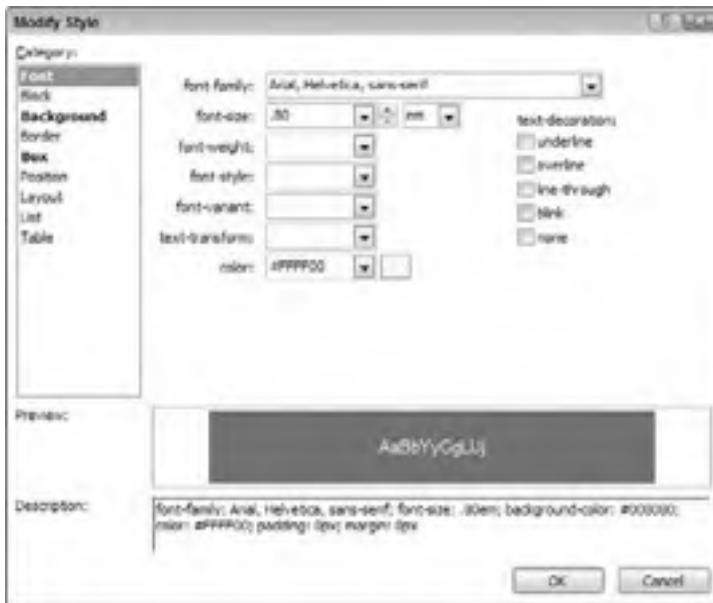 Modify Style
Category:
Font
Block
Background
Border
Box
Position
Layout
List
Table
font-family: Arial, Helvetica, sans-serif
font-size: .80 em
font-weight:
font-style:
font-variant:
text-transform:
color: #FFFF00
text-decoration:
underline
overline
line-through
blink
none
Preview:
AaBbYyGgLlJj
Description:
font-family: Arial, Helvetica, sans-serif; font-size: .80em; background-color:
color: #FFFF00; padding: 0px; margin: 0px
OK
Cancel